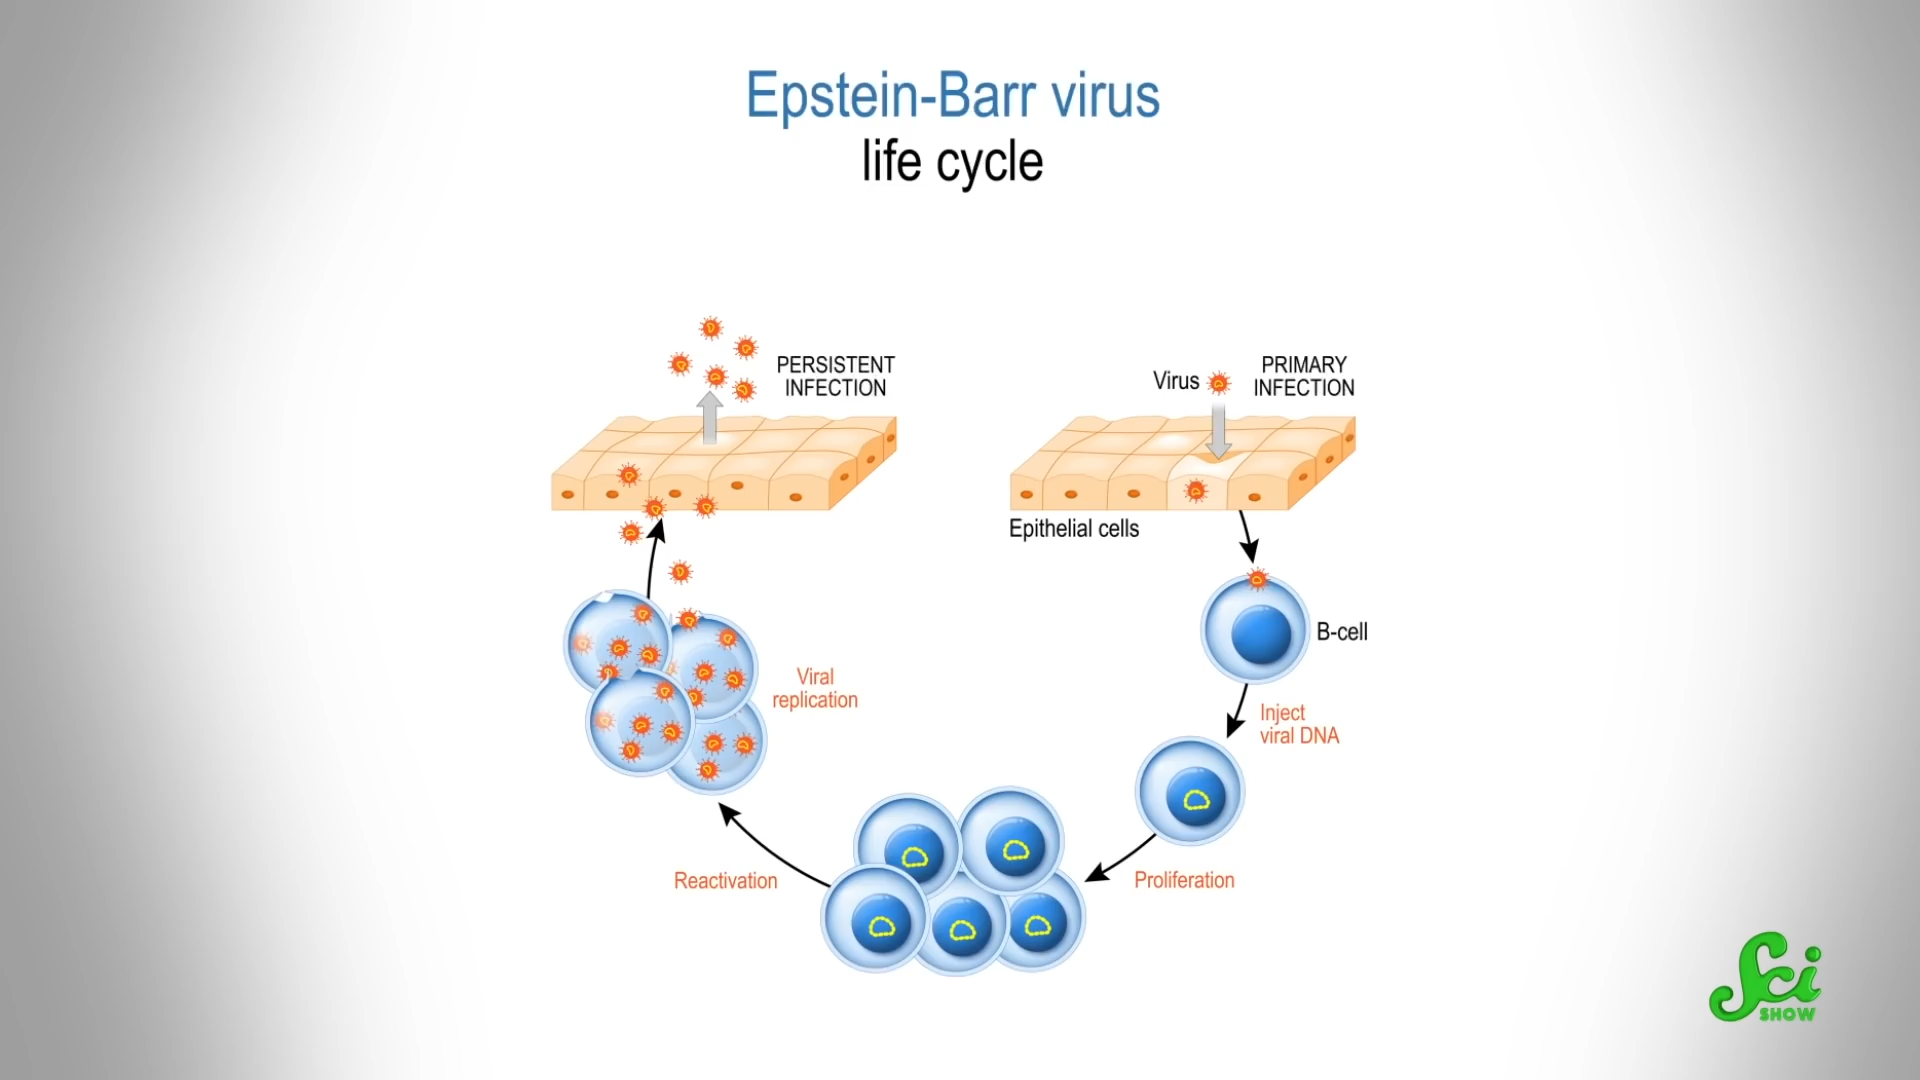 Epstein-Barr virus
life cycle
PERSISTENT
INFECTION
Virus
PRIMARY
INFECTION
Epithelial cells
B-cell
Inject
viral DNA
Viral
replication
Reactivation
Proliferation
Sci
SHOW